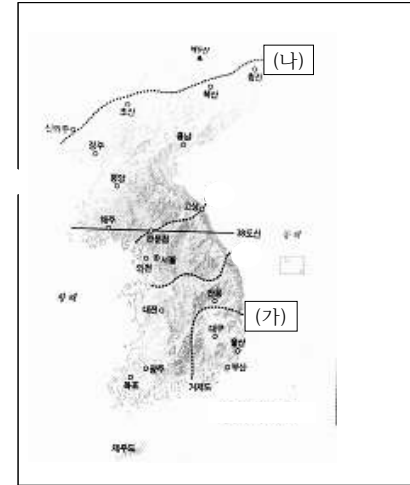 백두산
(나)
청진
혜산
초산
신의주
흥남
정주
평양
고성
해주
38도선
동 해
판문점
서울
인천
황 해
안동
대전
(가)
대구
울산
광주
부산
목포
거제도
제주도